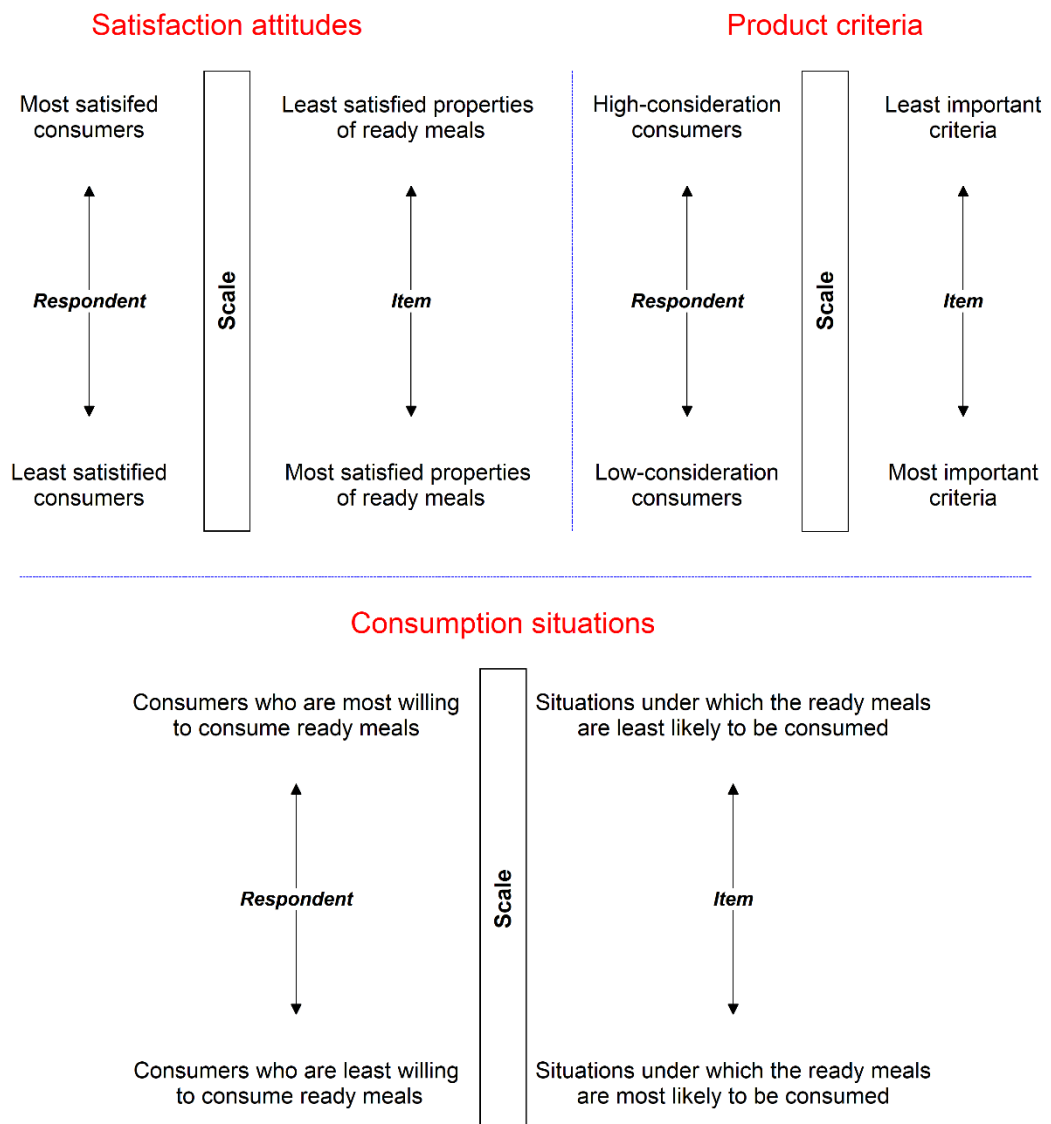 Satisfaction attitudes
Most satisifed
consumers
Least satisfied properties
of ready meals
Respondent
Scale
Item
Least satistified
consumers
Most satisfied properties
of ready meals
Product criteria
High-consideration
consumers
Least important
criteria
Respondent
Scale
Item
Low-consideration
consumers
Most important
criteria
Consumption situations
Consumers who are most willing
to consume ready meals
Situations under which the ready meals
are least likely to be consumed
Respondent
Scale
Item
Consumers who are least willing
to consume ready meals
Situations under which the ready meals
are most likely to be consumed